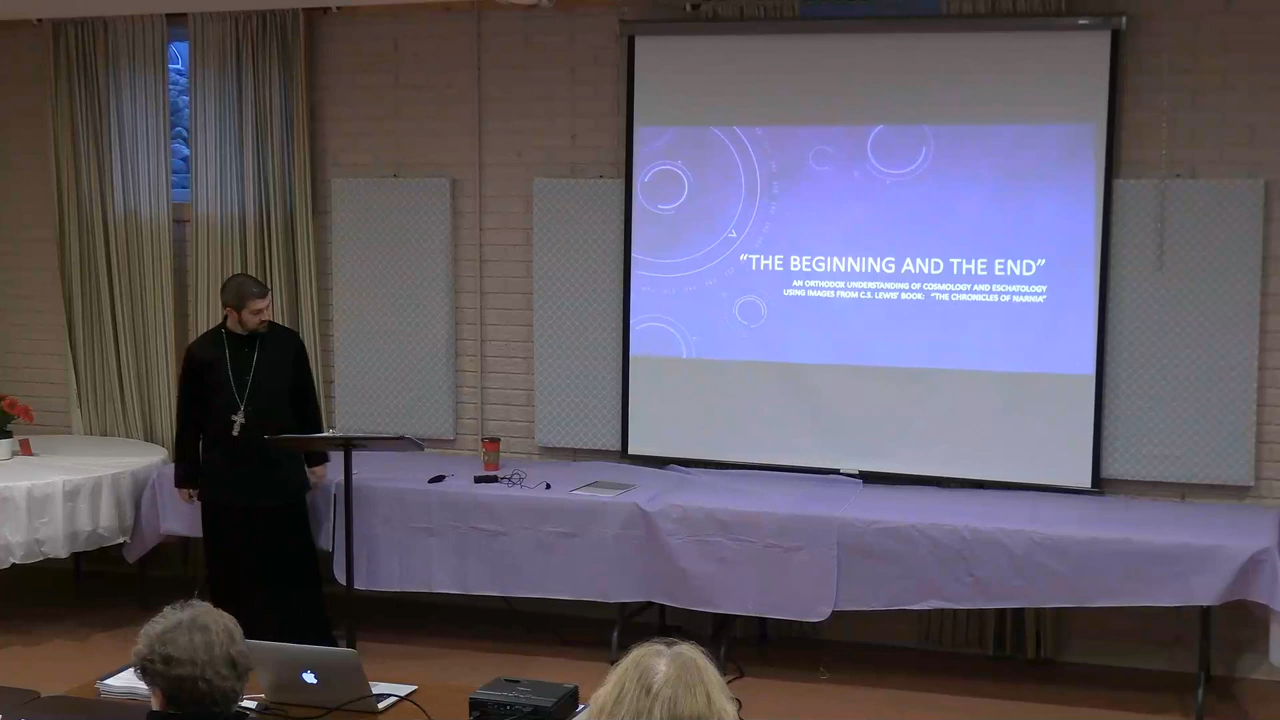 “THE BEGINNING AND THE END”
AN ORTHODOX UNDERSTANDING OF COSMOLOGY AND ESCHATOLOGY
USING IMAGES FROM C.S. LEWIS’ BOOK: “THE CHRONICLES OF NARNIA”